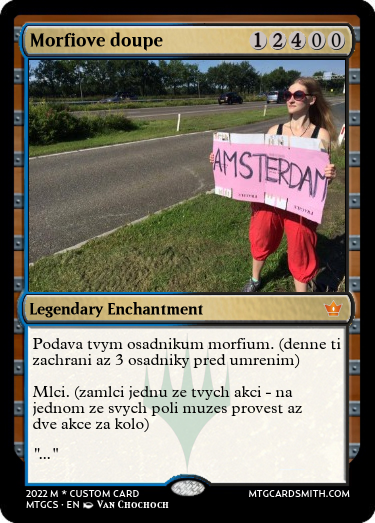 Morfiove doupe 1 2 4 0 0
AMSTERDAM
Legendary Enchantment
Podava tvym osadnikum morfium. (denne ti
zachrani az 3 osadniky pred umrenim)
Mlci. (zamlci jednu ze tvych akci - na
jednom ze svych poli muzes provest az
dve akce za kolo)
"..."
2022 M * CUSTOM CARD
MTGCS · EN Van Chochoch
MTGCARDSMITH.COM